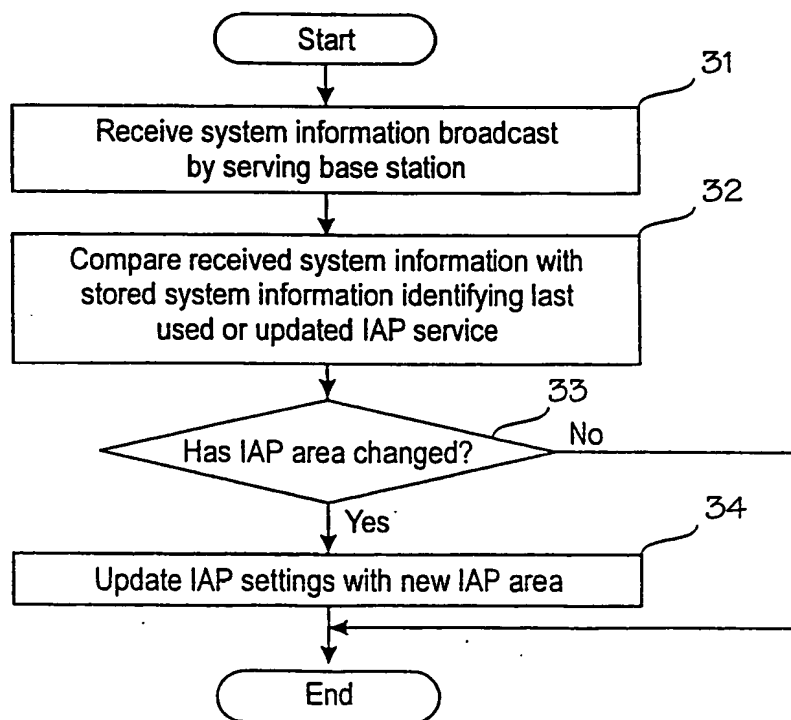 Start
31
Receive system information broadcast
by serving base station
32
Compare received system information with
stored system information identifying last
used or updated IAP service
33
Has IAP area changed?
No
Yes
34
Update IAP settings with new IAP area
End